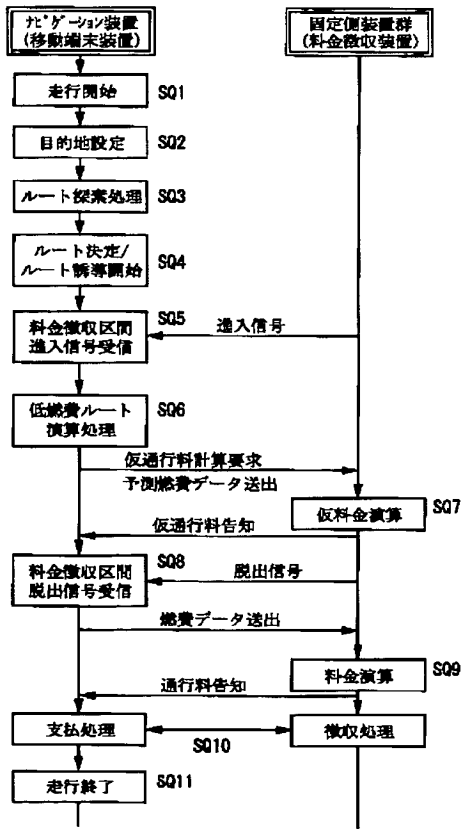 ナビゲーション装置
(移動端末装置)
固定側装置群
(料金徴収装置)
走行開始
SQ1
目的地設定
SQ2
ルート探索処理
SQ3
ルート決定/
ルート誘導開始
SQ4
料金徴収区間
進入信号受信
SQ5
進入信号
低燃費ルート
演算処理
SQ6
仮通行料計算要求
予測燃費データ送出
仮料金演算
SQ7
仮通行料告知
料金徴収区間
脱出信号受信
SQ8
脱出信号
燃費データ送出
料金演算
SQ9
通行料告知
支払処理
SQ10
徴収処理
走行終了
SQ11